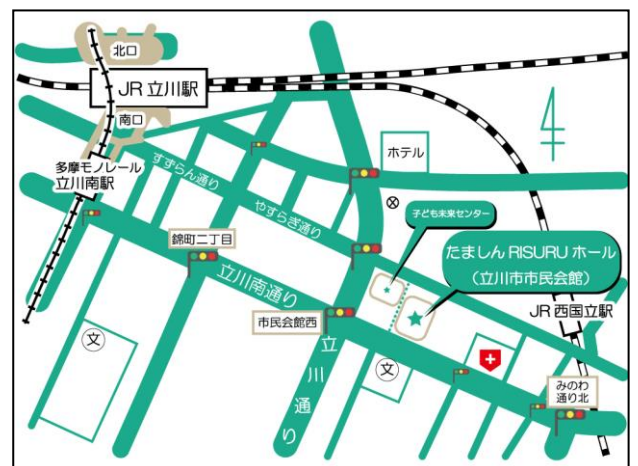 北口
JR 立川駅
南口
多摩モノレール
立川南駅
すずらん通り
やすらぎ通り
ホテル
子ども未来センター
錦町二丁目
たましん RISURU ホール
(立川市市民会館)
立川南通り
市民会館西
JR 西国立駅
立川通り
文
文
みのわ
通り北